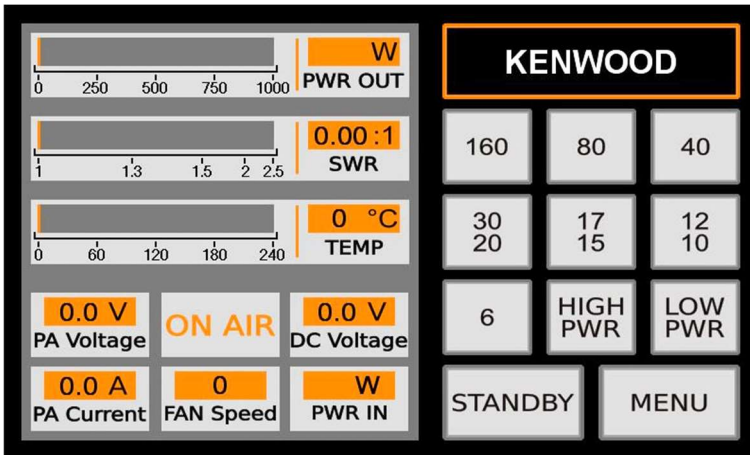 W
PWR OUT
0 250 500 750 1000
0.00 :1
SWR
1 1.3 1.5 2 2.5
0 °C
TEMP
0 60 120 180 240
0.0 V
PA Voltage
ON AIR
0.0 V
DC Voltage
0.0 A
PA Current
0
FAN Speed
W
PWR IN
KENWOOD
160
80
40
30
20
17
15
12
10
6
HIGH
PWR
LOW
PWR
STANDBY
MENU